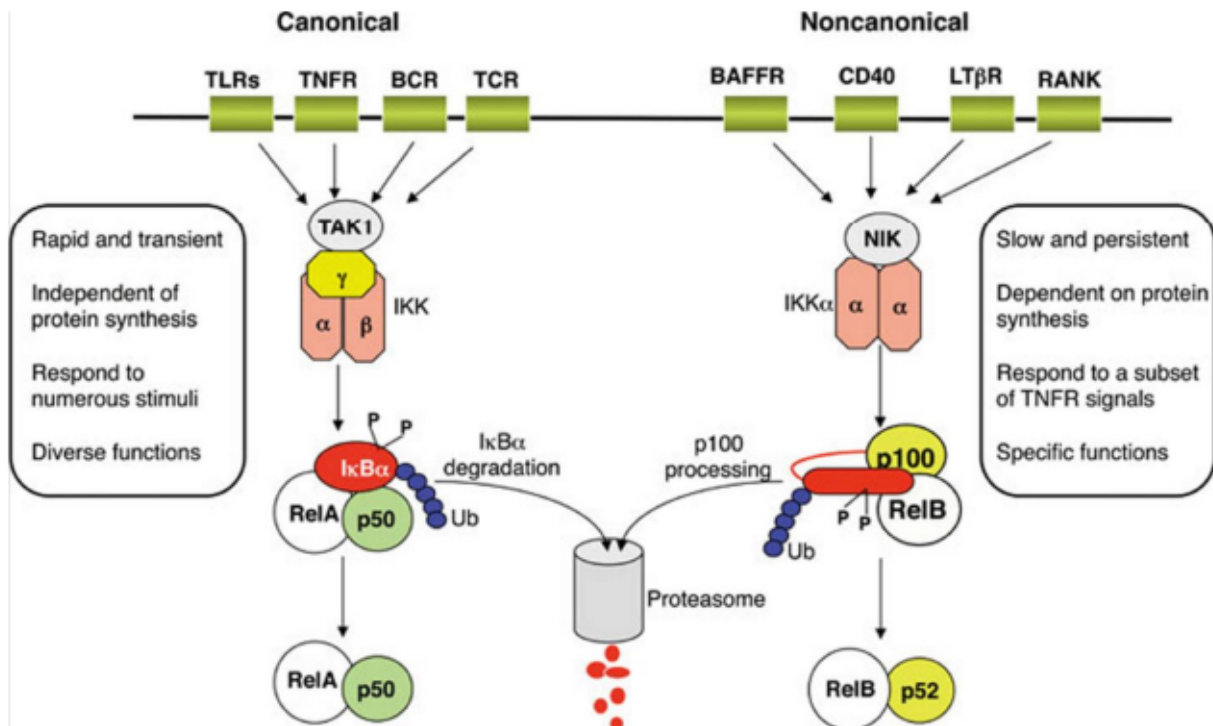 Canonical
Noncanonical
TLRs
TNFR
BCR
TCR
BAFFR
CD40
LTβR
RANK
Rapid and transient
Independent of
protein synthesis
Respond to
numerous stimuli
Diverse functions
TAK1
γ
α
β
IKK
NIK
IKKα
α
α
Slow and persistent
Dependent on protein
synthesis
Respond to a subset
of TNFR signals
Specific functions
P
P
IκBα
RelA
p50
Ub
IκBα
degradation
p100
processing
p100
RelB
P
P
Ub
Proteasome
RelA
p50
RelB
p52